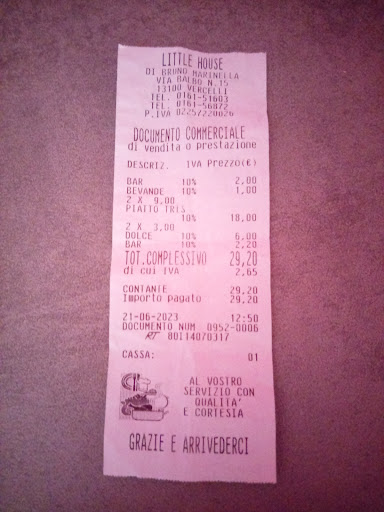 LITTLE HOUSE
DI BRUNO MARINELLA
VIA BALBO N.15
13100 VERCELLI
TEL. 0161-51603
TEL. 0161-56872
P.IVA 02257220026
DOCUMENTO COMMERCIALE
di vendita o prestazione
DESCRIZ. IVA Prezzo(€)
BAR 10% 2,00
BEVANDE 10% 1,00
2 X 9,00
PIATTO TRIS
10% 18,00
2 X 3,00
DOLCE 10% 6,00
BAR 10% 2,20
TOT.COMPLESSIVO 29,20
di cui IVA 2,65
CONTANTE 29,20
Importo pagato 29,20
21-06-2023 12:50
DOCUMENTO NUM 0952-0006
RT 80114070317
CASSA: 01
AL VOSTRO
SERVIZIO CON
QUALITA'
E CORTESIA
GRAZIE E ARRIVEDERCI